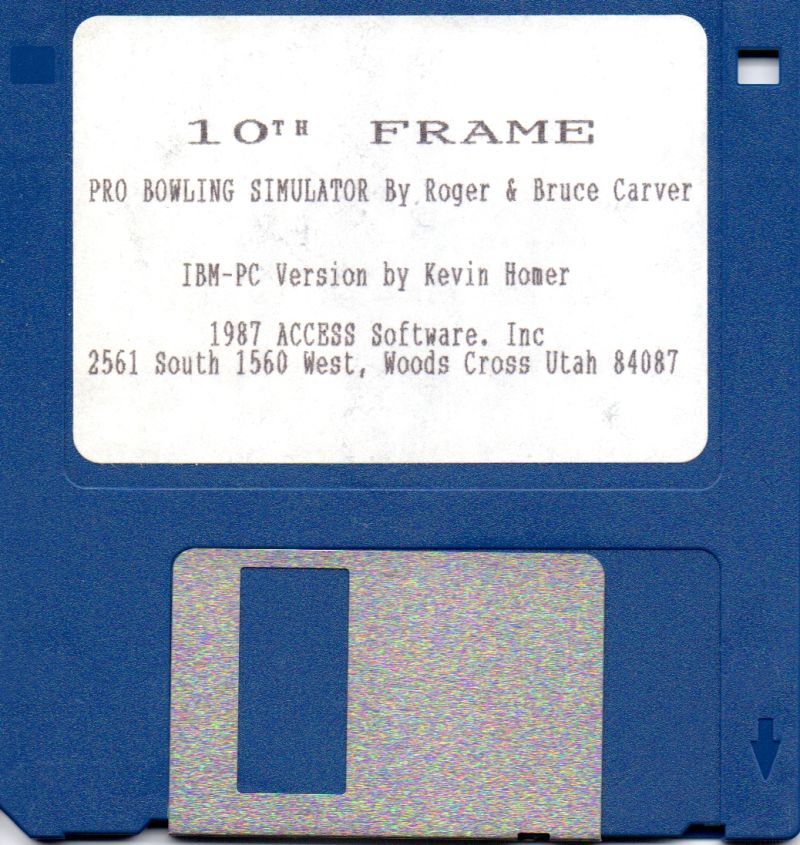 10TH FRAME
PRO BOWLING SIMULATOR By Roger & Bruce Carver
IBM-PC Version by Kevin Homer
1987 ACCESS Software. Inc
2561 South 1560 West, Woods Cross Utah 84087